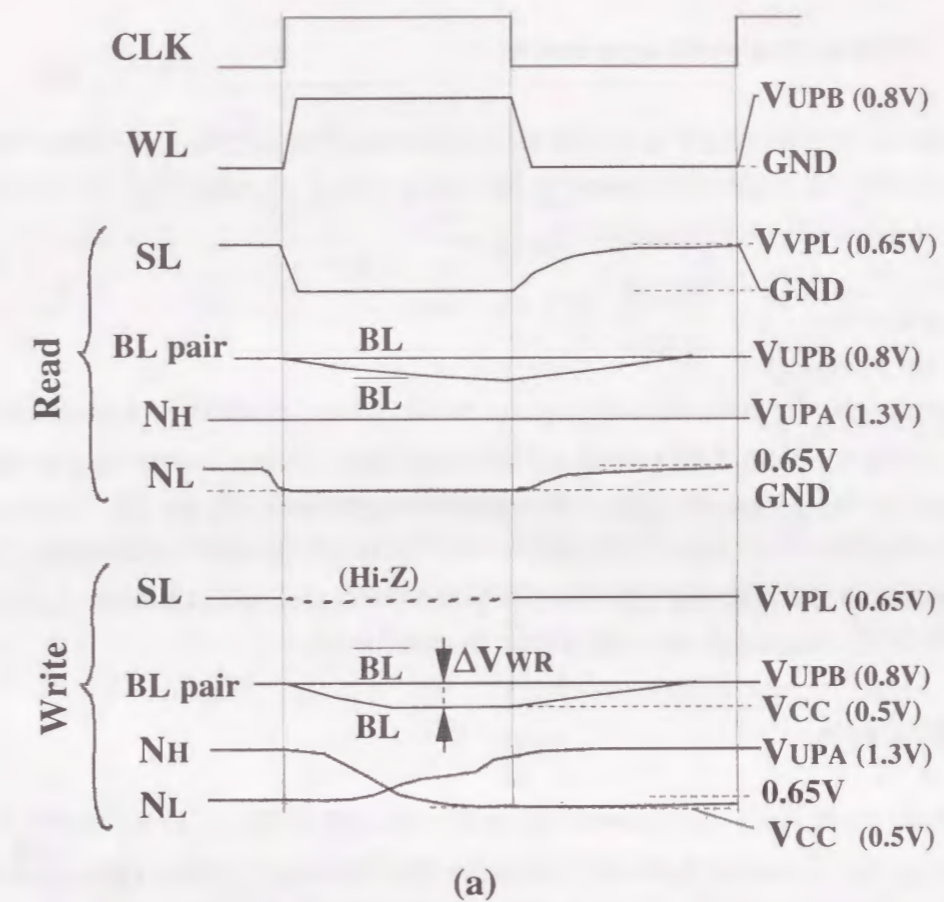 CLK
WL
VUPB (0.8V)
GND
Read
SL
VVPL (0.65V)
GND
BL pair
BL
BL
VUPB (0.8V)
NH
VUPA (1.3V)
NL
0.65V
GND
Write
SL
(Hi-Z)
VVPL (0.65V)
BL pair
BL
ΔVWR
BL
VUPB (0.8V)
VCC (0.5V)
NH
VUPA (1.3V)
NL
0.65V
VCC (0.5V)
(a)